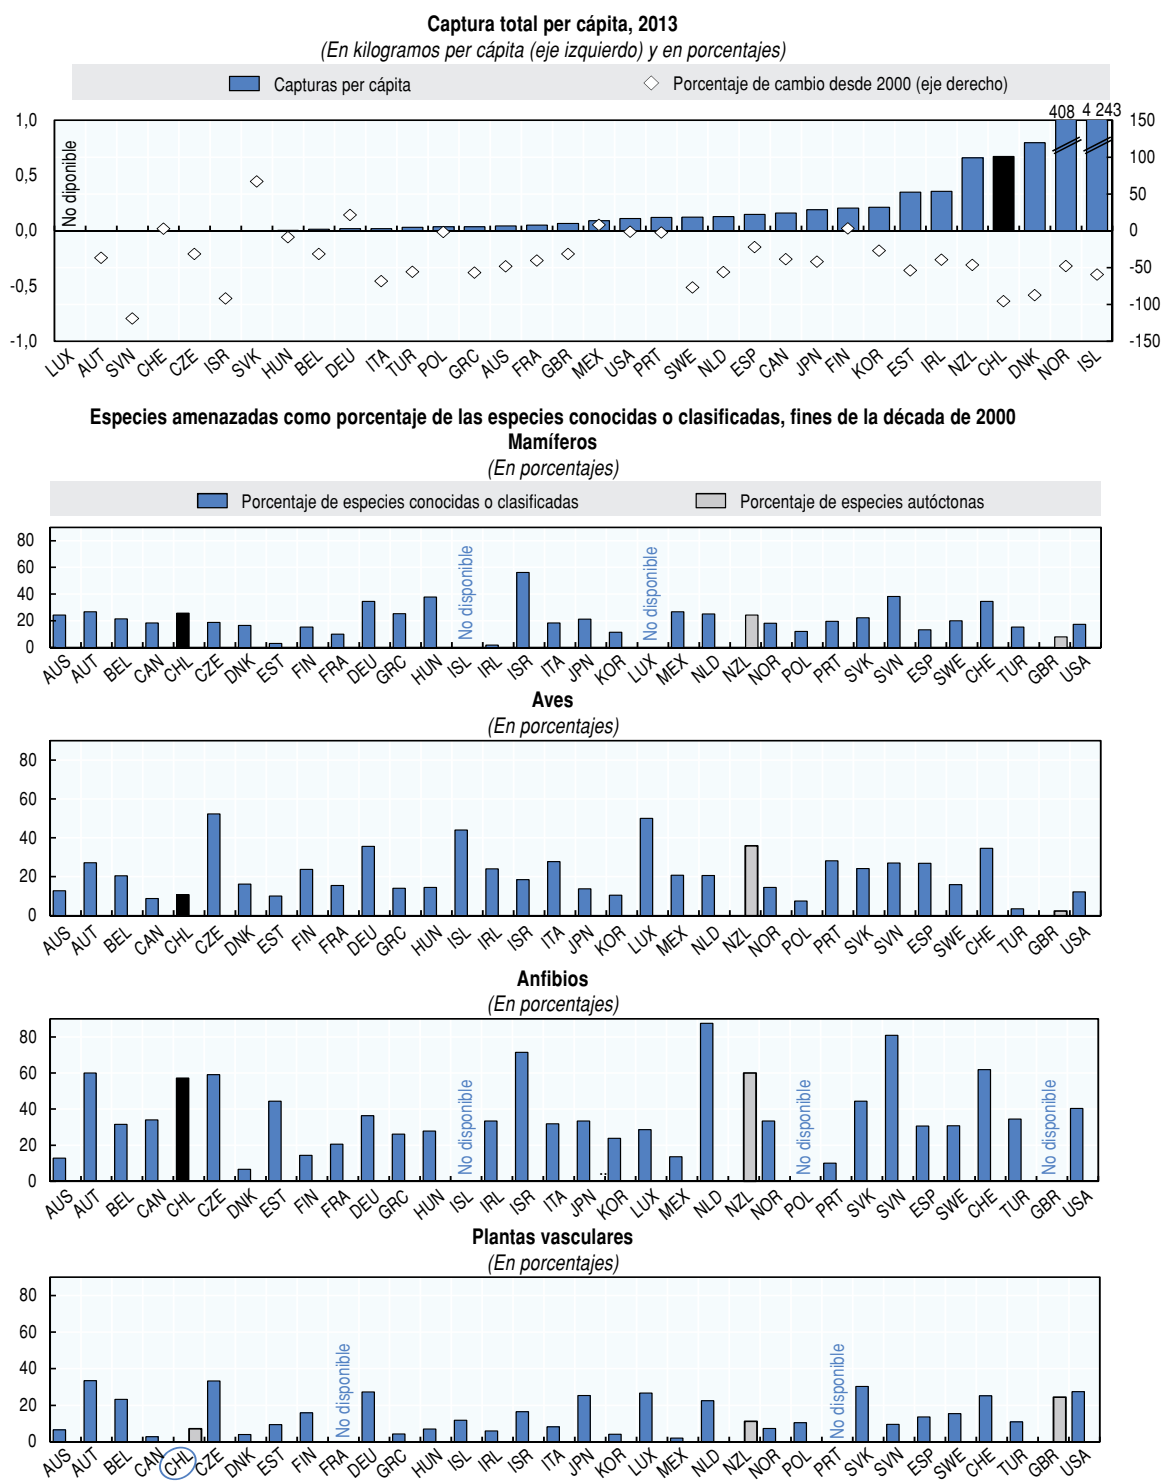 Captura total per cápita, 2013
(En kilogramos per cápita (eje izquierdo) y en porcentajes)
Capturas per cápita
Porcentaje de cambio desde 2000 (eje derecho)
408 4 243
1,0 150
100
0,5 50
0,0 0
-0,5 -50
-100
-1,0 -150
No diponible
LUX AUT SVN CHE CZE ISR SVK HUN BEL DEU ITA TUR POL GRC AUS FRA GBR MEX USA PRT SWE NLD ESP CAN JPN FIN KOR EST IRL NZL CHL DNK NOR ISL
Especies amenazadas como porcentaje de las especies conocidas o clasificadas, fines de la década de 2000
Mamíferos
(En porcentajes)
Porcentaje de especies conocidas o clasificadas
Porcentaje de especies autóctonas
80
60
40
20
0
No disponible
No disponible
AUS AUT BEL CAN CHL CZE DNK EST FIN FRA DEU GRC HUN ISL IRL ISR ITA JPN KOR LUX MEX NLD NZL NOR POL PRT SVK SVN ESP SWE CHE TUR GBR USA
Aves
(En porcentajes)
80
60
40
20
0
AUS AUT BEL CAN CHL CZE DNK EST FIN FRA DEU GRC HUN ISL IRL ISR ITA JPN KOR LUX MEX NLD NZL NOR POL PRT SVK SVN ESP SWE CHE TUR GBR USA
Anfibios
(En porcentajes)
80
60
40
20
0
No disponible
..
No disponible
No disponible
AUS AUT BEL CAN CHL CZE DNK EST FIN FRA DEU GRC HUN ISL IRL ISR ITA JPN KOR LUX MEX NLD NZL NOR POL PRT SVK SVN ESP SWE CHE TUR GBR USA
Plantas vasculares
(En porcentajes)
80
60
40
20
0
No disponible
No disponible
AUS AUT BEL CAN CHL CZE DNK EST FIN FRA DEU GRC HUN ISL IRL ISR ITA JPN KOR LUX MEX NLD NZL NOR POL PRT SVK SVN ESP SWE CHE TUR GBR USA